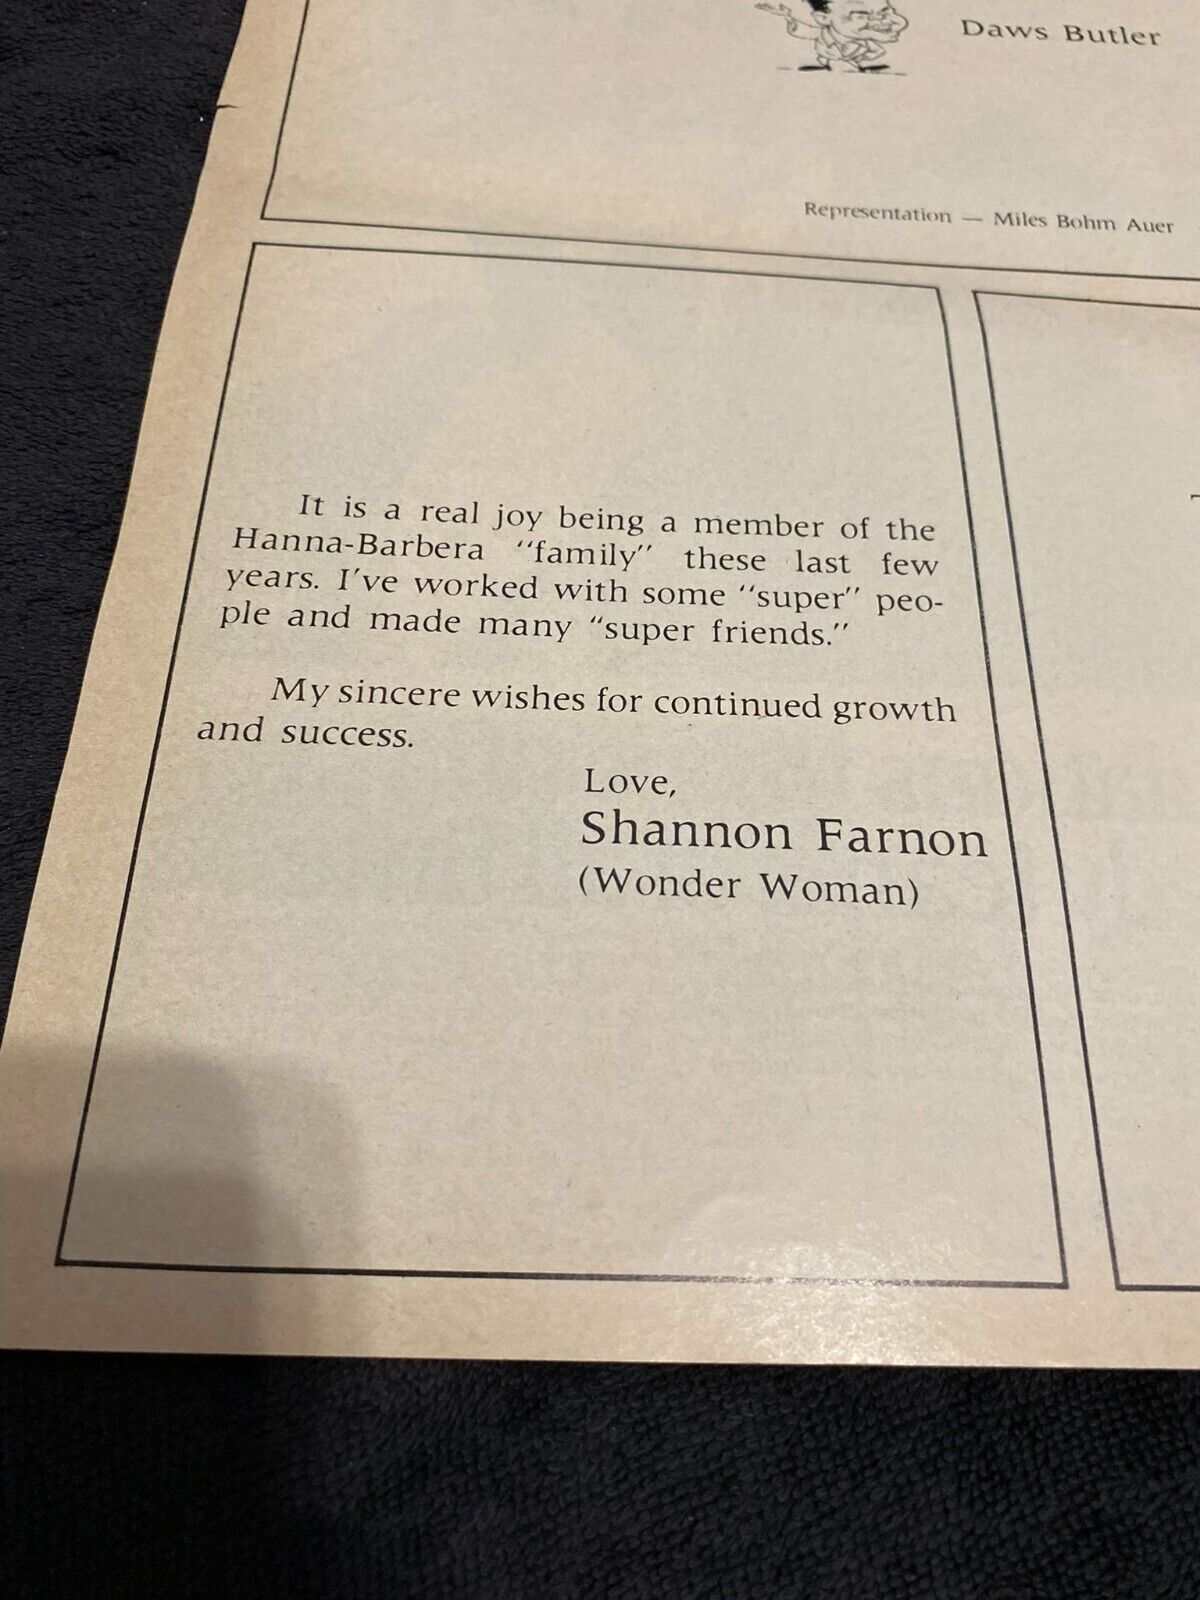 Daws Butler
Representation — Miles Bohm Auer
It is a real joy being a member of the
Hanna-Barbera "family" these last few
years. I've worked with some "super" peo-
ple and made many "super friends."
My sincere wishes for continued growth
and success.
Love,
Shannon Farnon
(Wonder Woman)